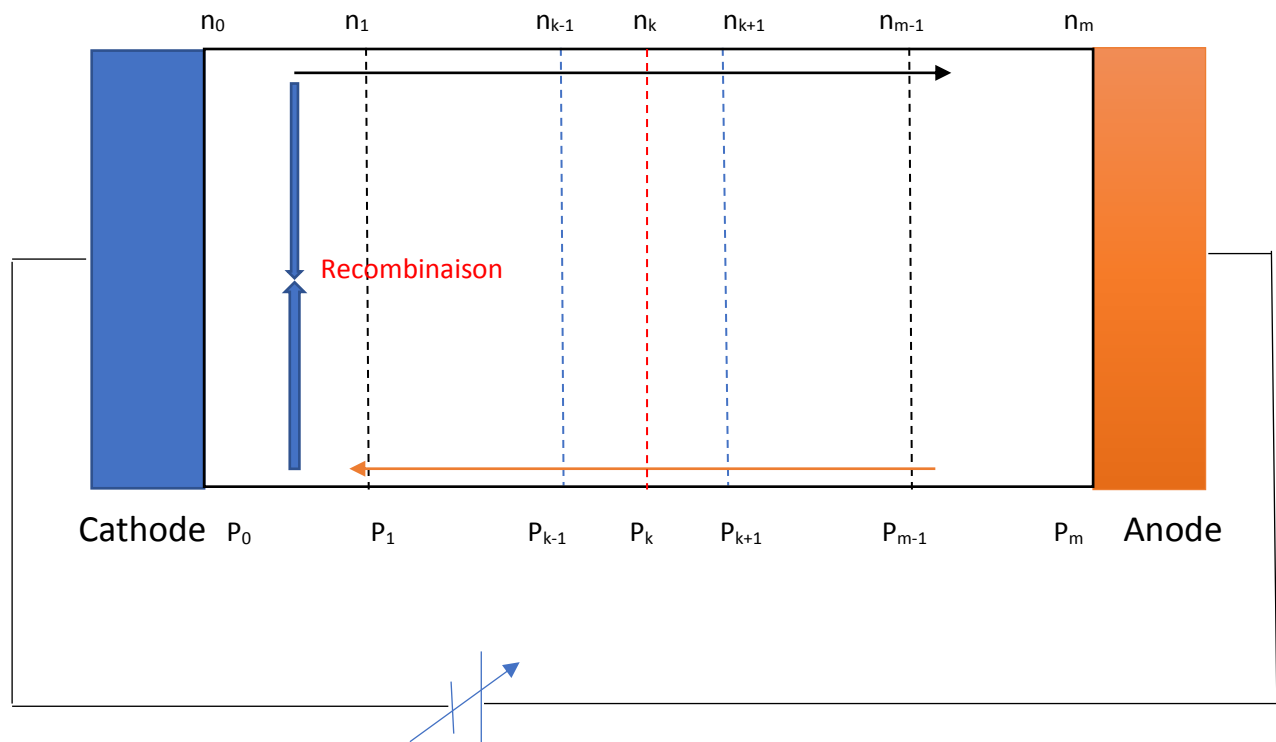 n₀ n₁ nₖ₋₁ nₖ nₖ₊₁ nₘ₋₁ nₘ
Recombinaison
Cathode P₀ P₁ Pₖ₋₁ Pₖ Pₖ₊₁ Pₘ₋₁ Pₘ Anode